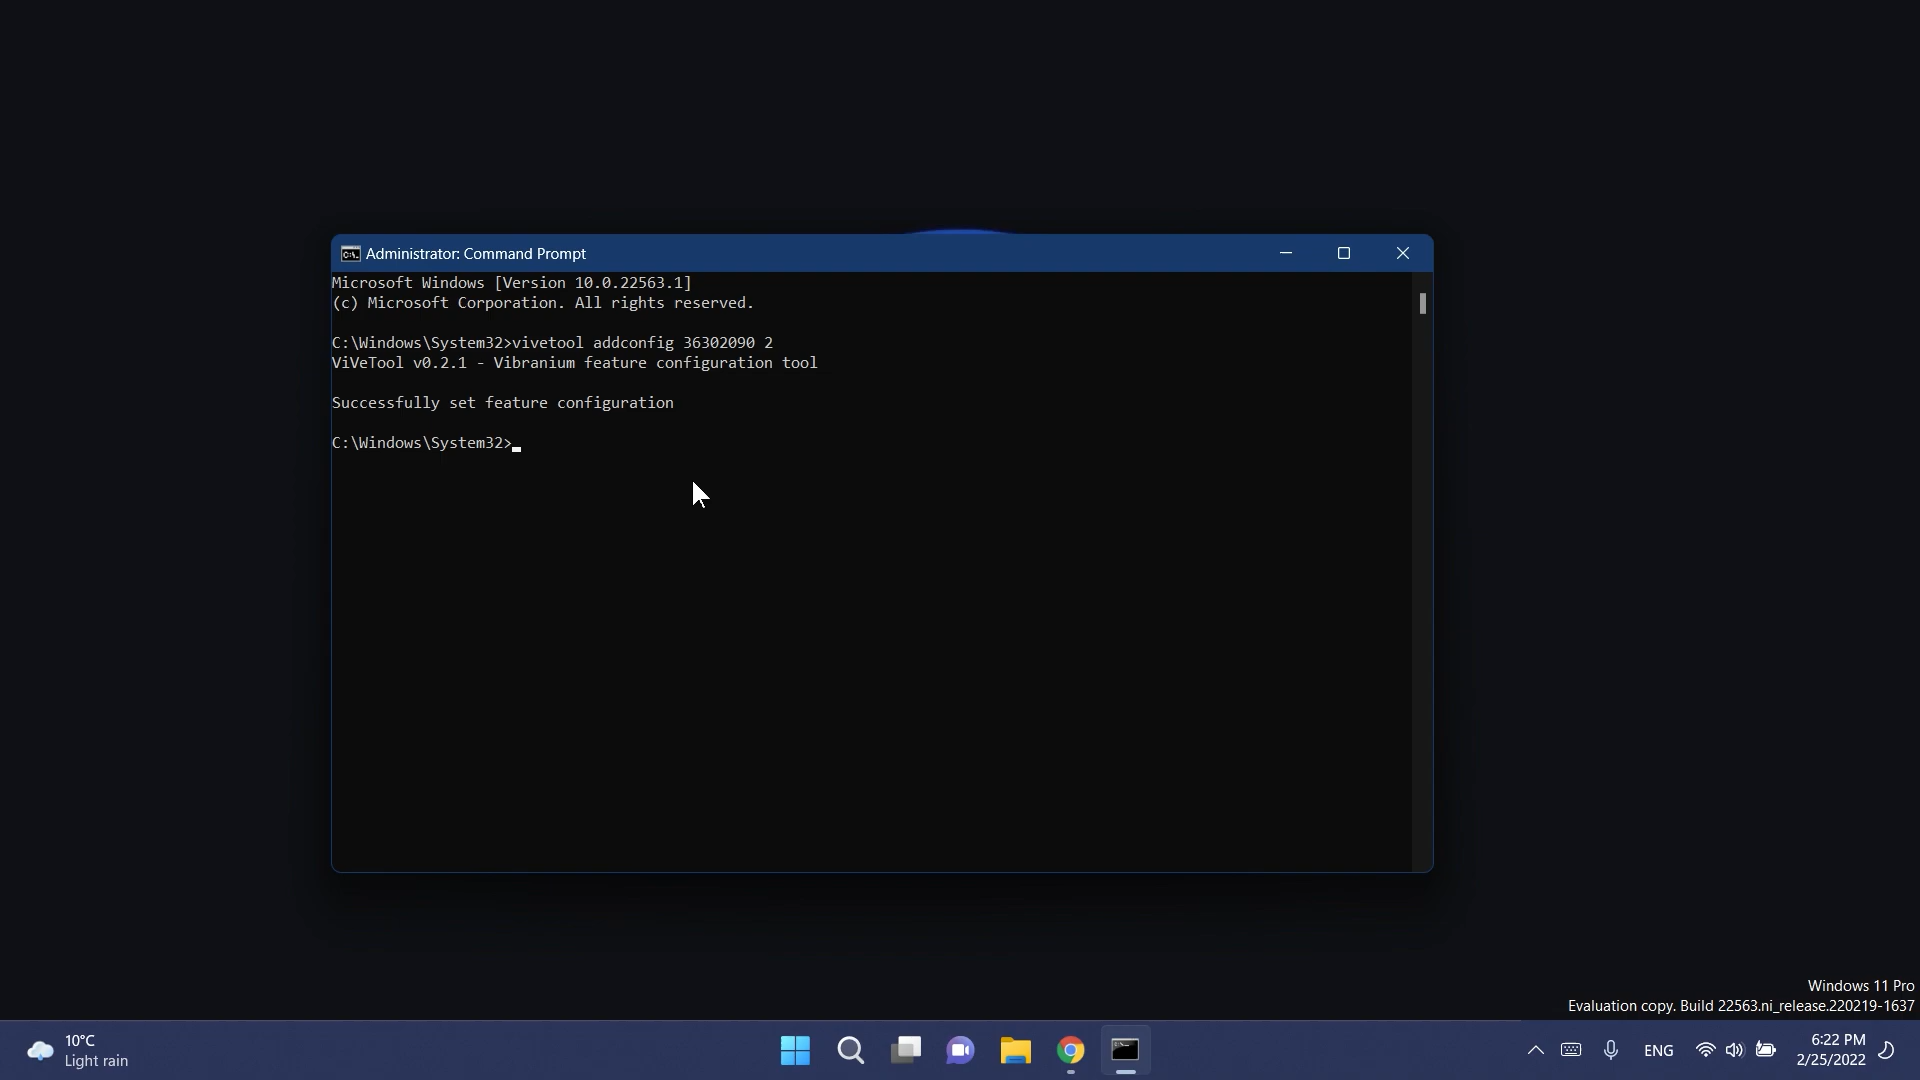 Administrator: Command Prompt
Microsoft Windows [Version 10.0.22563.1]
(c) Microsoft Corporation. All rights reserved.
C:\Windows\System32>vivetool addconfig 36302090 2
ViVeTool v0.2.1 - Vibranium feature configuration tool
Successfully set feature configuration
C:\Windows\System32>
Windows 11 Pro
Evaluation copy. Build 22563.ni_release.220219-1637
10°C
Light rain
ENG
6:22 PM
2/25/2022